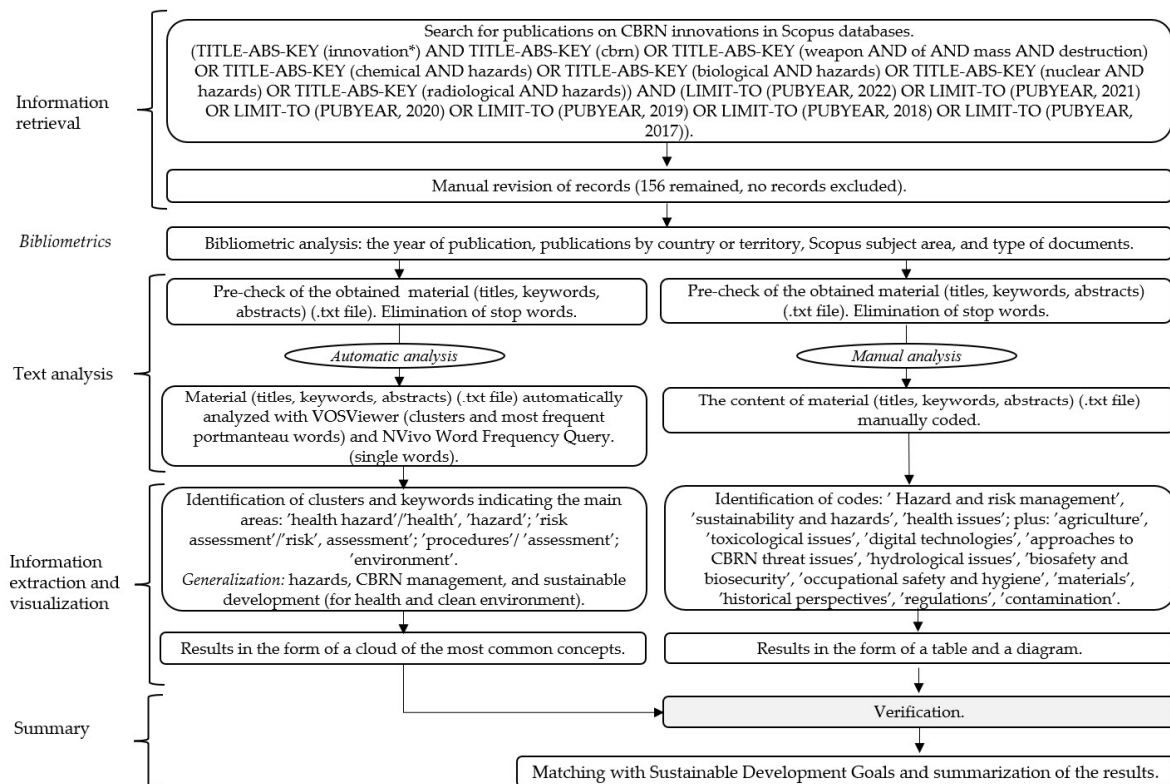 Information
retrieval
Search for publications on CBRN innovations in Scopus databases.
(TITLE-ABS-KEY (innovation*) AND TITLE-ABS-KEY (cbrn) OR TITLE-ABS-KEY (weapon AND of AND mass AND destruction)
OR TITLE-ABS-KEY (chemical AND hazards) OR TITLE-ABS-KEY (biological AND hazards) OR TITLE-ABS-KEY (nuclear AND
hazards) OR TITLE-ABS-KEY (radiological AND hazards)) AND (LIMIT-TO (PUBYEAR, 2022) OR LIMIT-TO (PUBYEAR, 2021)
OR LIMIT-TO (PUBYEAR, 2020) OR LIMIT-TO (PUBYEAR, 2019) OR LIMIT-TO (PUBYEAR, 2018) OR LIMIT-TO (PUBYEAR,
2017)).
Manual revision of records (156 remained, no records excluded).
Bibliometrics
Bibliometric analysis: the year of publication, publications by country or territory, Scopus subject area, and type of documents.
Text analysis
Pre-check of the obtained material (titles, keywords,
abstracts) (.txt file). Elimination of stop words.
Automatic analysis
Material (titles, keywords, abstracts) (.txt file) automatically
analyzed with VOSViewer (clusters and most frequent
portmanteau words) and NVivo Word Frequency Query.
(single words).
Pre-check of the obtained material (titles, keywords, abstracts)
(.txt file). Elimination of stop words.
Manual analysis
The content of material (titles, keywords, abstracts) (.txt file)
manually coded.
Information
extraction and
visualization
Identification of clusters and keywords indicating the main
areas: ’health hazard’/’health’, ’hazard’; ’risk
assessment’/’risk’, assessment’; ’procedures’/ ’assessment’;
’environment’.
Generalization: hazards, CBRN management, and sustainable
development (for health and clean environment).
Results in the form of a cloud of the most common concepts.
Identification of codes: ’ Hazard and risk management’,
’sustainability and hazards’, ’health issues’; plus: ’agriculture’,
’toxicological issues’, ’digital technologies’, ’approaches to
CBRN threat issues’, ’hydrological issues’, ’biosafety and
biosecurity’, ’occupational safety and hygiene’, ’materials’,
’historical perspectives’, ’regulations’, ’contamination’.
Results in the form of a table and a diagram.
Summary
Verification.
Matching with Sustainable Development Goals and summarization of the results.